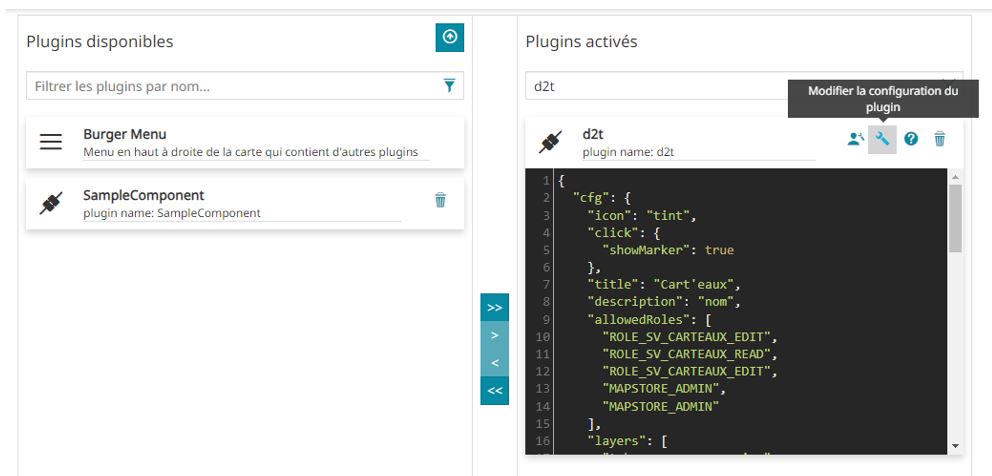 Plugins disponibles
Filtrer les plugins par nom...
Burger Menu
Menu en haut à droite de la carte qui contient d'autres plugins
SampleComponent
plugin name: SampleComponent
>>
>
<
<<
Plugins activés
d2t
Modifier la configuration du
plugin
d2t
plugin name: d2t
1 {
2 "cfg": {
3 "icon": "tint",
4 "click": {
5 "showMarker": true
6 },
7 "title": "Cart'eaux",
8 "description": "nom",
9 "allowedRoles": [
10 "ROLE_SV_CARTEAUX_EDIT",
11 "ROLE_SV_CARTEAUX_READ",
12 "ROLE_SV_CARTEAUX_EDIT",
13 "MAPSTORE_ADMIN",
14 "MAPSTORE_ADMIN"
15 ],
16 "layers": [